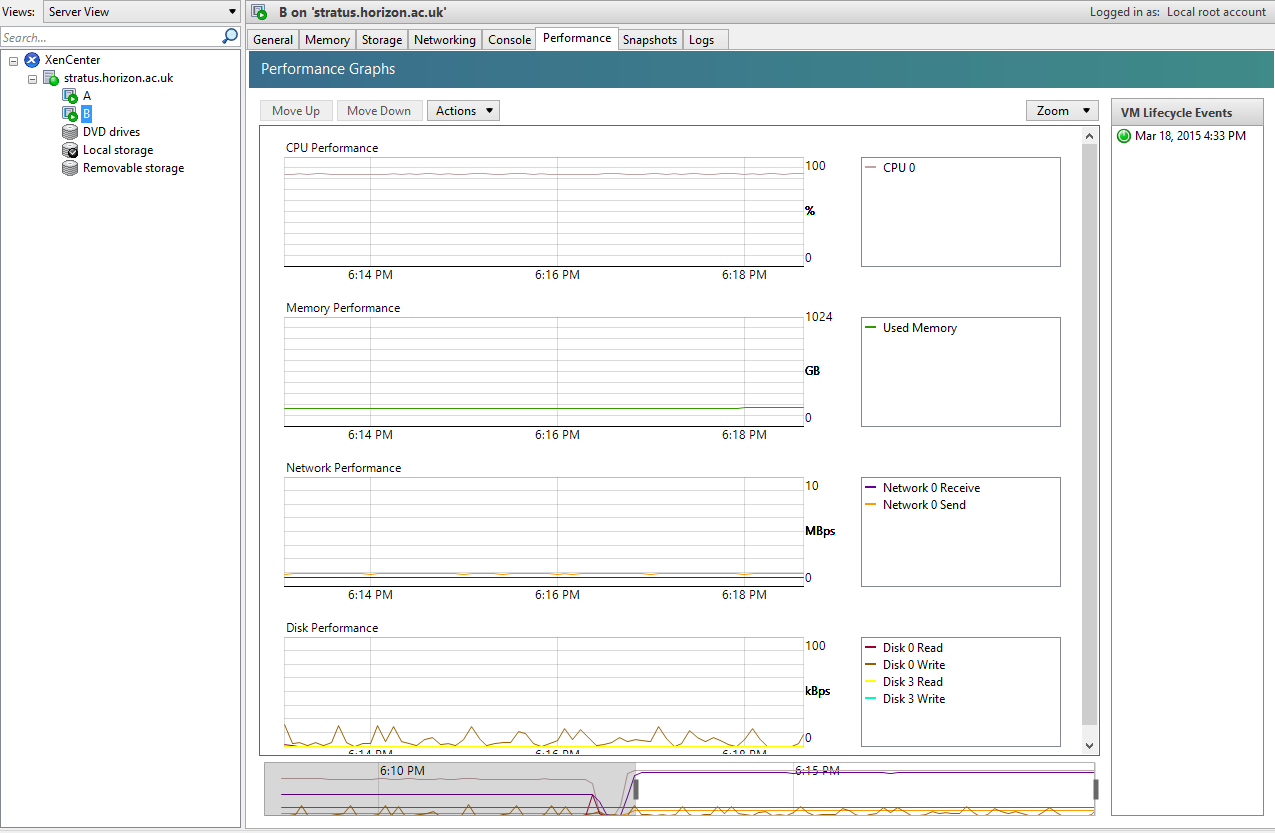 Views: Server View
Search...
XenCenter
stratus.horizon.ac.uk
A
B
DVD drives
Local storage
Removable storage
B on 'stratus.horizon.ac.uk'
Logged in as: Local root account
General Memory Storage Networking Console Performance Snapshots Logs
Performance Graphs
Move Up Move Down Actions Zoom
CPU Performance
100
%
0
6:14 PM 6:16 PM 6:18 PM
CPU 0
Memory Performance
1024
GB
0
6:14 PM 6:16 PM 6:18 PM
Used Memory
Network Performance
10
MBps
0
6:14 PM 6:16 PM 6:18 PM
Network 0 Receive
Network 0 Send
Disk Performance
100
kBps
0
6:14 PM 6:16 PM 6:18 PM
Disk 0 Read
Disk 0 Write
Disk 3 Read
Disk 3 Write
6:10 PM 6:15 PM
VM Lifecycle Events
Mar 18, 2015 4:33 PM